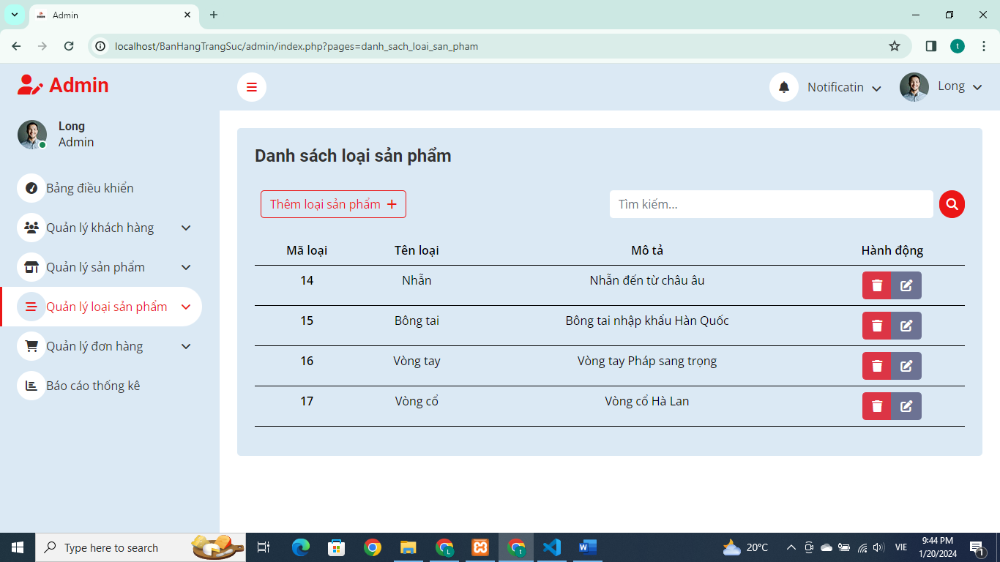 Admin
localhost/BanHangTrangSuc/admin/index.php?pages=danh_sach_loai_san_pham
t
Admin
Notificatin
Long
Long
Admin
Bảng điều khiển
Quản lý khách hàng
Quản lý sản phẩm
Quản lý loại sản phẩm
Quản lý đơn hàng
Báo cáo thống kê
Danh sách loại sản phẩm
Thêm loại sản phẩm
Tìm kiếm...
Mã loại Tên loại Mô tả Hành động
14 Nhẫn Nhẫn đến từ châu âu
15 Bông tai Bông tai nhập khẩu Hàn Quốc
16 Vòng tay Vòng tay Pháp sang trọng
17 Vòng cổ Vòng cổ Hà Lan
Type here to search
L
t
20°C
VIE
9:44 PM
1/20/2024
1